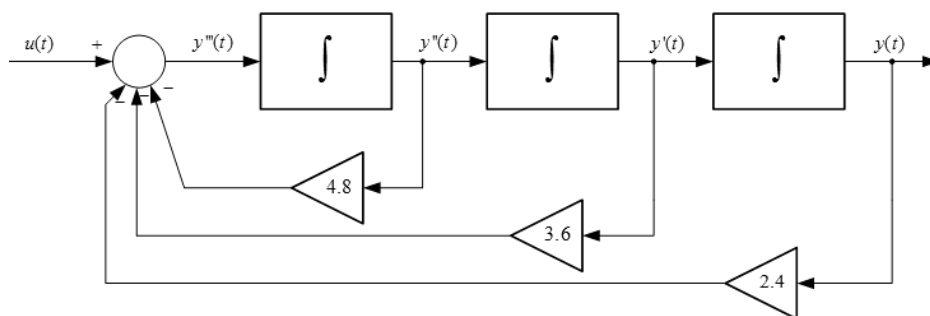 u(t)
+
y'''(t)
∫
y''(t)
∫
y'(t)
∫
y(t)
−
−
−
4.8
3.6
2.4